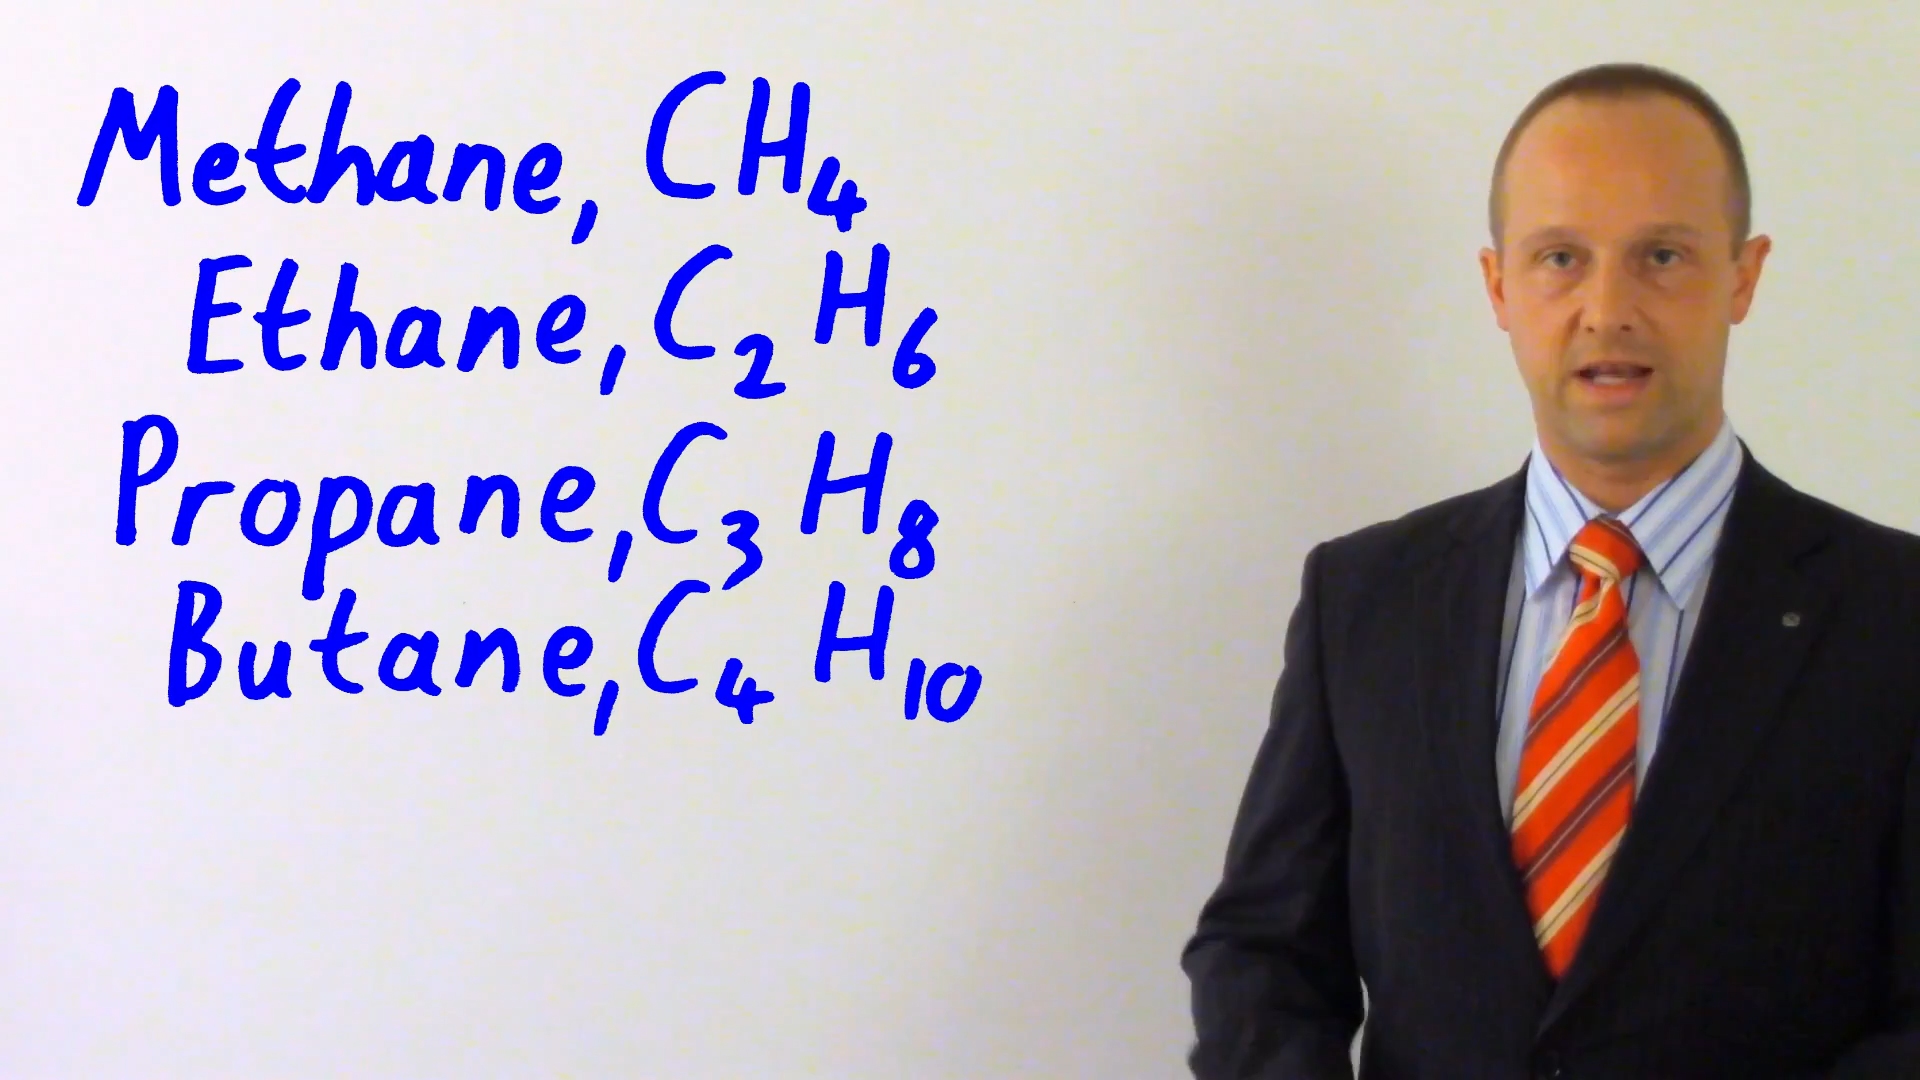 Methane, CH₄
Ethane, C₂H₆
Propane, C₃H₈
Butane, C₄H₁₀